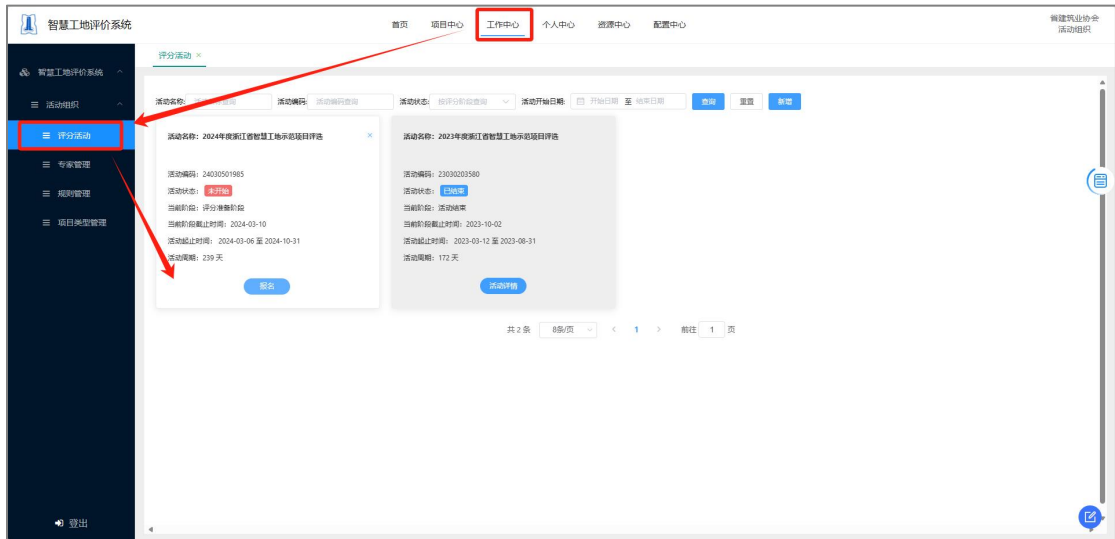 智慧工地评价系统
首页 项目中心 工作中心 个人中心 资源中心 配置中心
省建筑业协会
活动组织
评分活动 ×
智慧工地评价系统
活动组织
评分活动
专家管理
规则管理
项目类型管理
登出
活动名称: 活动编码: 活动编码查询 活动状态: 按评分阶段查询 活动开始日期: 开始日期 至 结束日期 查询 重置 新增
活动名称: 2024年度浙江省智慧工地示范项目评选 ×
活动编码: 24030501985
活动状态: 未开始
当前阶段: 评分准备阶段
当前阶段截止时间: 2024-03-10
活动起止时间: 2024-03-06 至 2024-10-31
活动周期: 239 天
报名
活动名称: 2023年度浙江省智慧工地示范项目评选
活动编码: 23030203580
活动状态: 已结束
当前阶段: 活动结束
当前阶段截止时间: 2023-10-02
活动起止时间: 2023-03-12 至 2023-08-31
活动周期: 172 天
活动详情
共 2 条 8条/页 < 1 > 前往 1 页